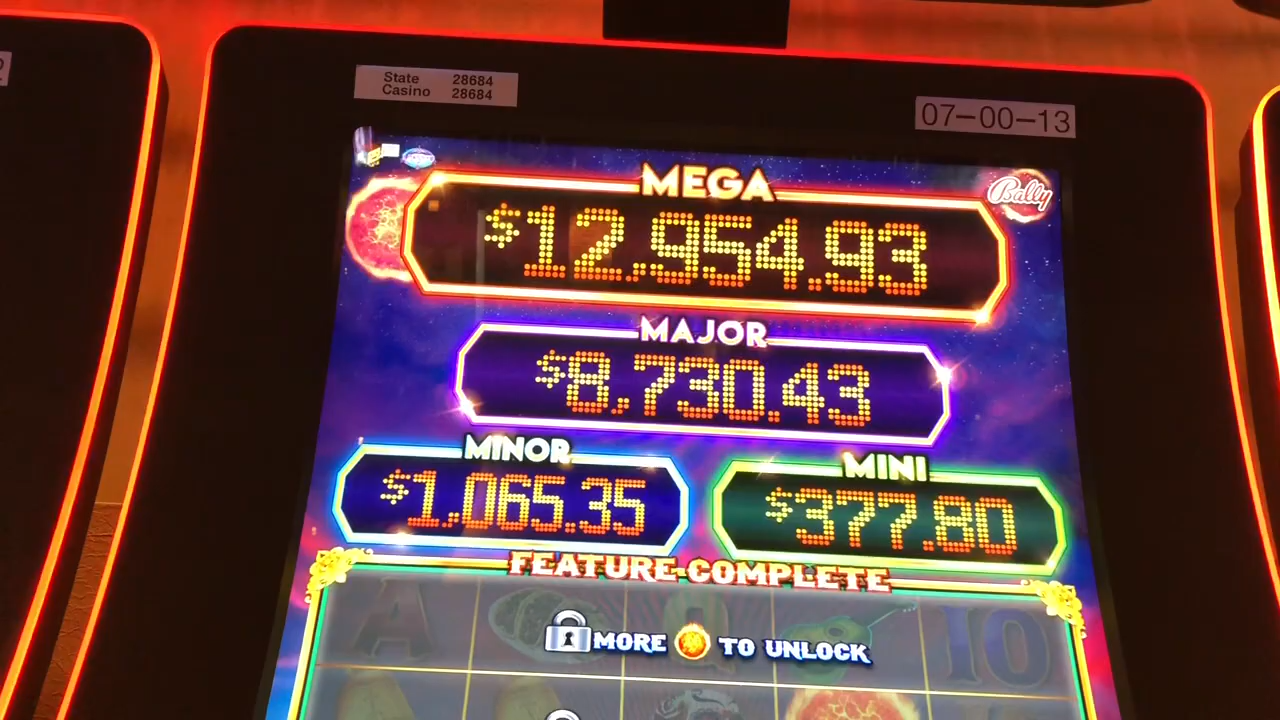 State 28684
Casino 28684
07-00-13
MEGA
Bally
$12,954.93
MAJOR
$8,730.43
MINOR
MINI
$1,065.35
$377.80
FEATURE COMPLETE
A
Q
10
MORE TO UNLOCK